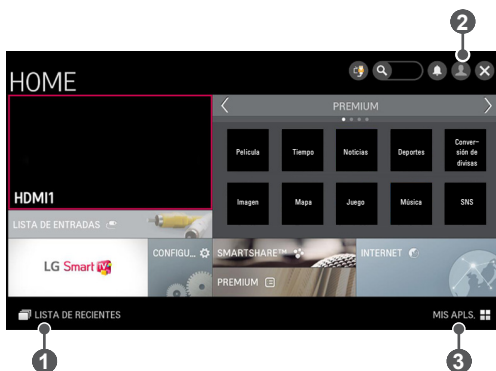 2
HOME
PREMIUM
Película Tiempo Noticias Deportes Conver-
sión de
divisas
HDMI1
Imagen Mapa Juego Música SNS
LISTA DE ENTRADAS
LG Smart TV
CONFIGU_
SMARTSHARE™
INTERNET
PREMIUM
LISTA DE RECIENTES
MIS APLS.
1
3